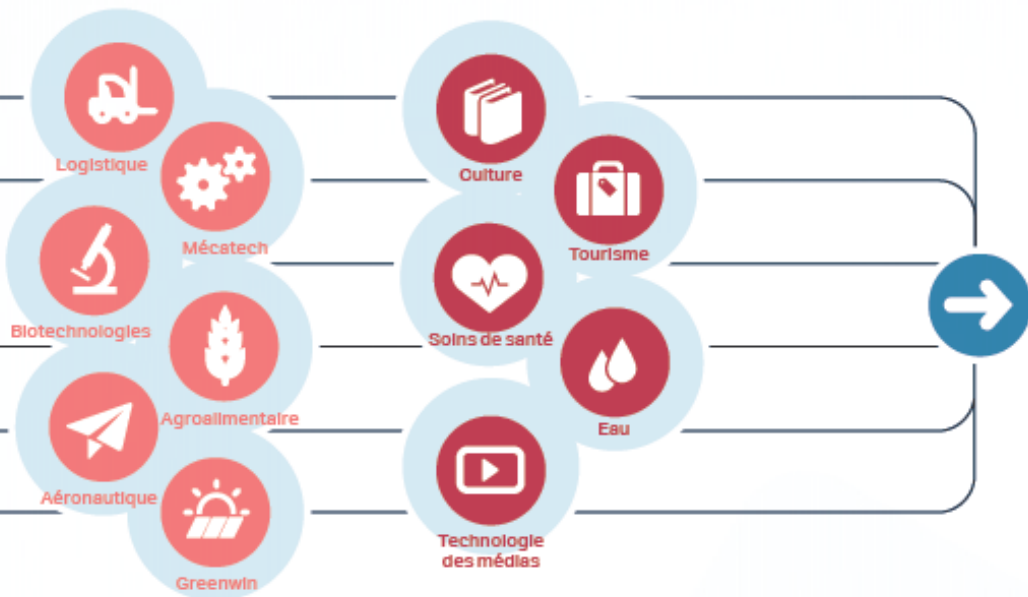 Logistique
Mécatech
Biotechnologies
Agroalimentaire
Aéronautique
Greenwin
Culture
Tourisme
Soins de santé
Eau
Technologie
des médias